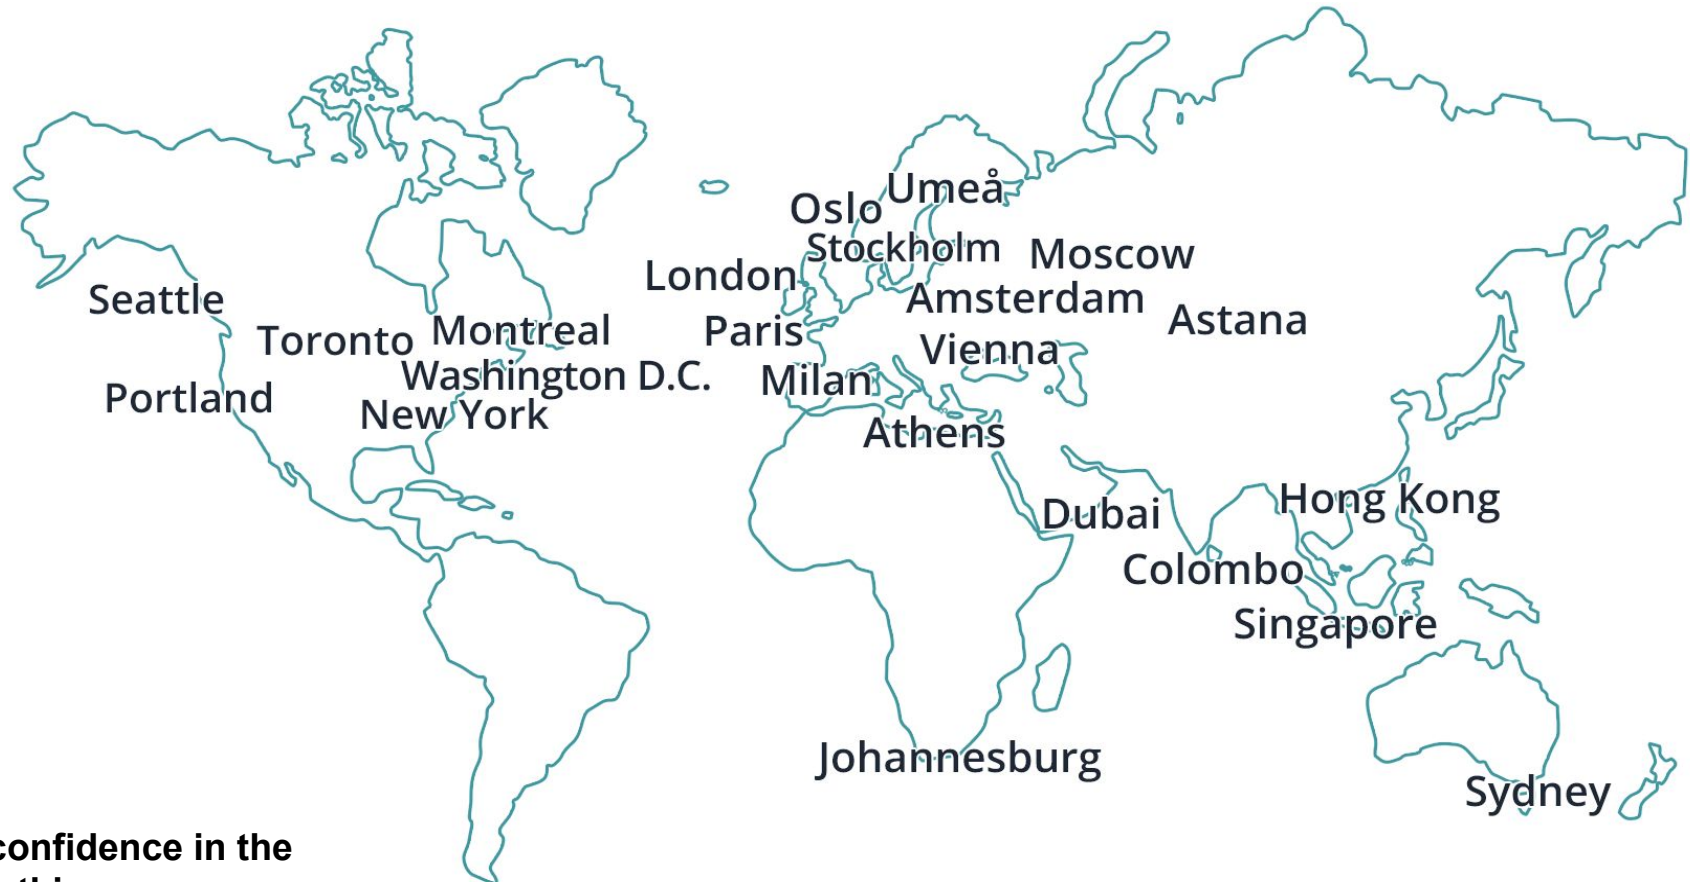 Umeå
Oslo
Stockholm
Moscow
London
Amsterdam
Seattle
Astana
Toronto
Montreal
Paris
Vienna
Washington D.C.
Milan
Portland
New York
Athens
Hong Kong
Dubai
Colombo
Singapore
Johannesburg
Sydney
confidence in the